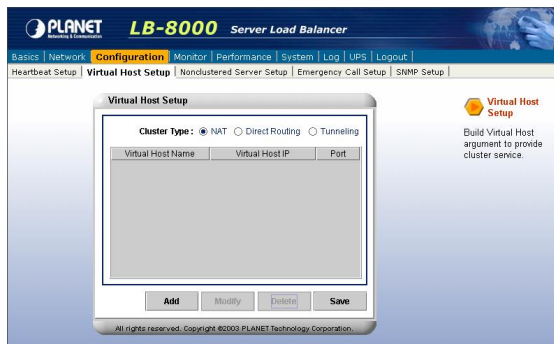 PLANET
Networking & Communication
LB-8000 Server Load Balancer
Basics | Network | Configuration | Monitor | Performance | System | Log | UPS | Logout |
Heartbeat Setup | Virtual Host Setup | Nonclustered Server Setup | Emergency Call Setup | SNMP Setup |
Virtual Host Setup
Cluster Type : NAT Direct Routing Tunneling
Virtual Host Name Virtual Host IP Port
Add Modify Delete Save
All rights reserved. Copyright ©2003 PLANET Technology Corporation.
Virtual Host
Setup
Build Virtual Host
argument to provide
cluster service.